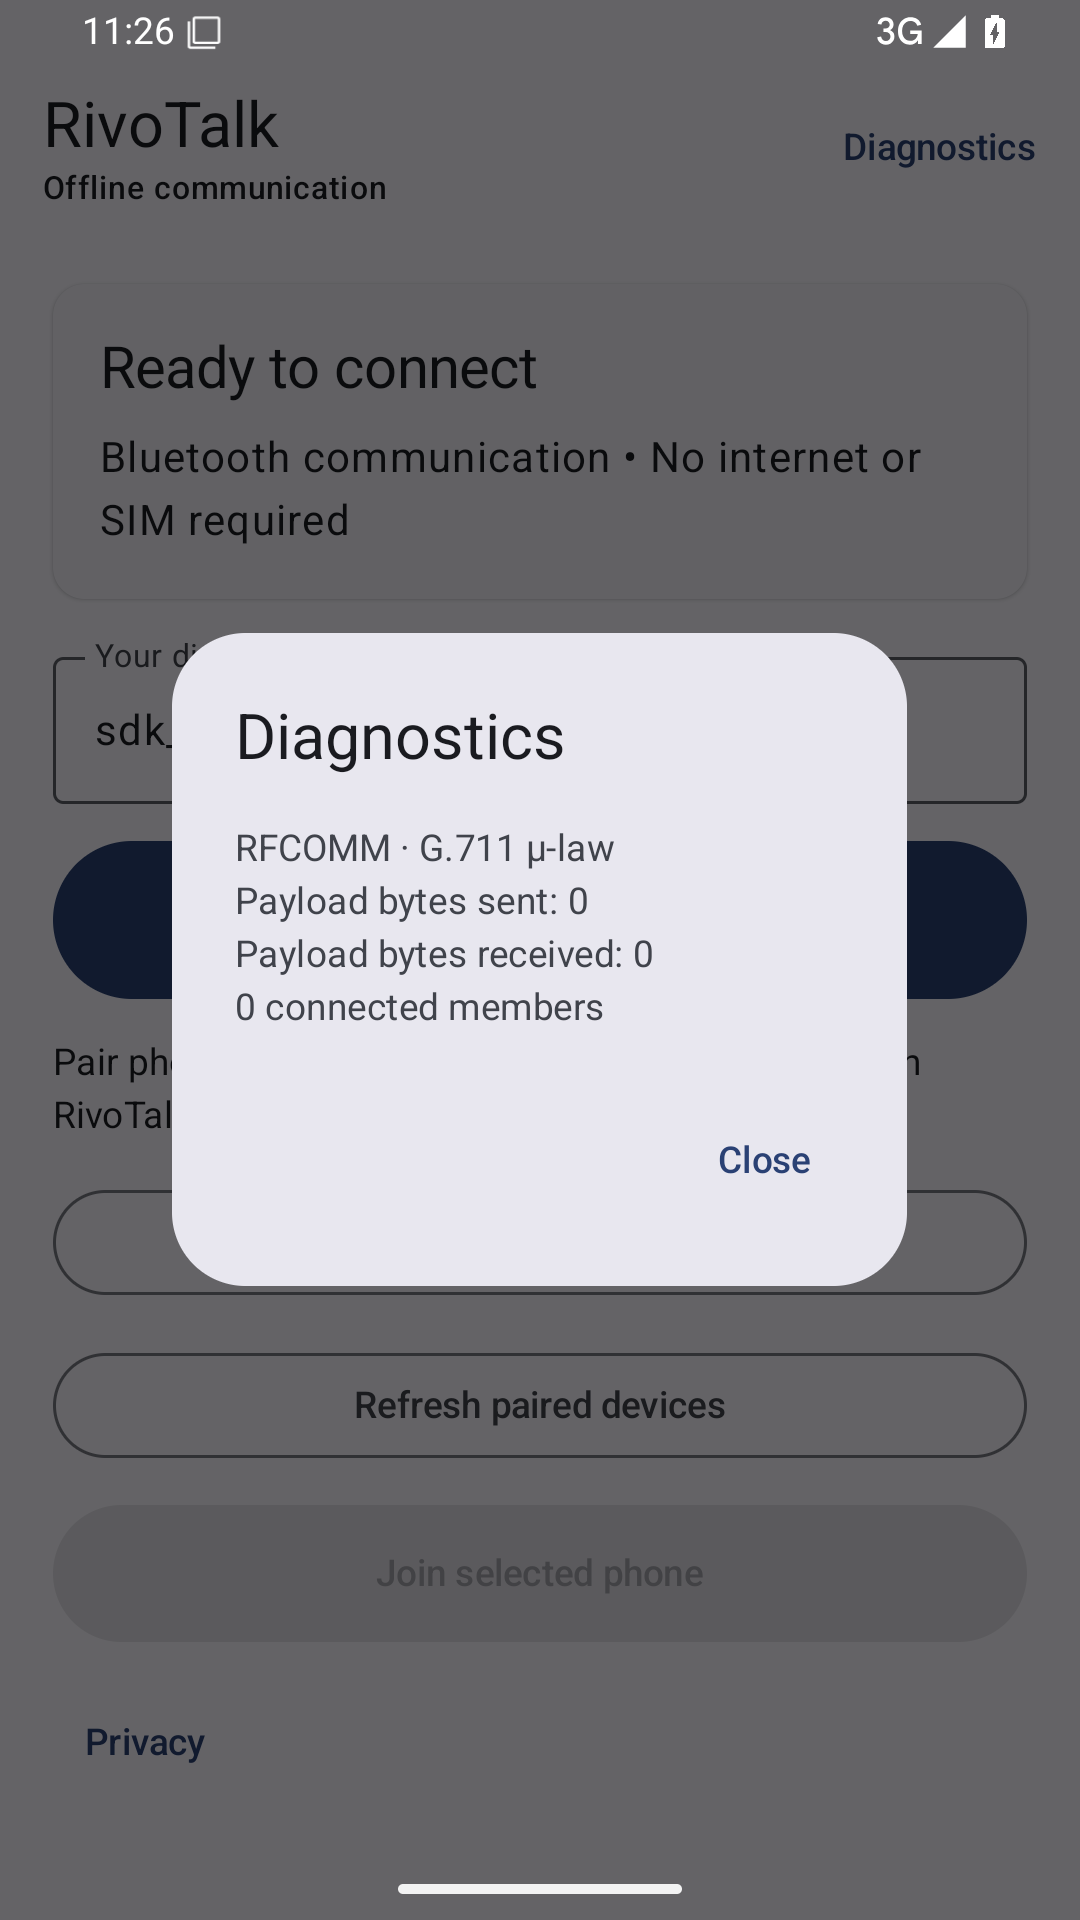 11:26
3G
RivoTalk
Diagnostics
Offline communication
Ready to connect
Bluetooth communication • No internet or
SIM required
Your
sdk_
Diagnostics
RFCOMM · G.711 μ-law
Payload bytes sent: 0
Payload bytes received: 0
0 connected members
Pair
RivoTal
Close
Refresh paired devices
Join selected phone
Privacy